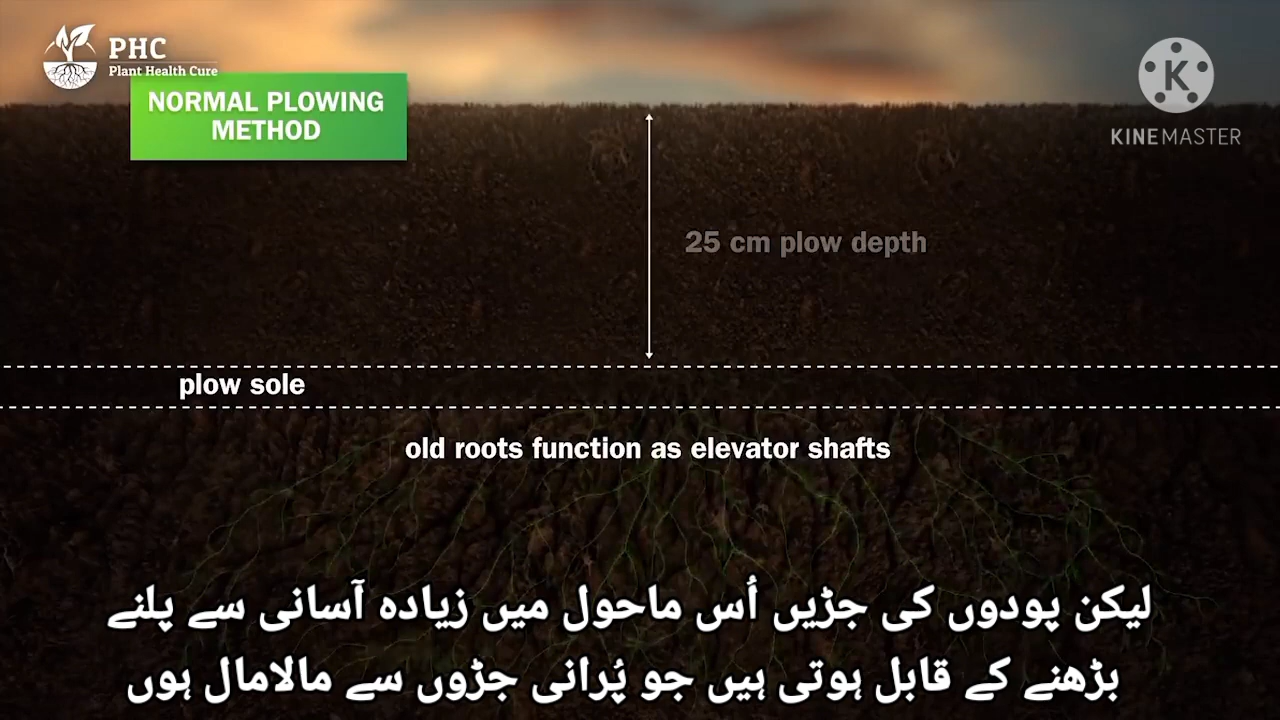 PHC
Plant Health Cure
NORMAL PLOWING
METHOD
KINEMASTER
25 cm plow depth
plow sole
old roots function as elevator shafts
لیکن پودوں کی جڑیں اُس ماحول میں زیادہ آسانی سے پلنے
بڑھنے کے قابل ہوتی ہیں جو پُرانی جڑوں سے مالامال ہوں